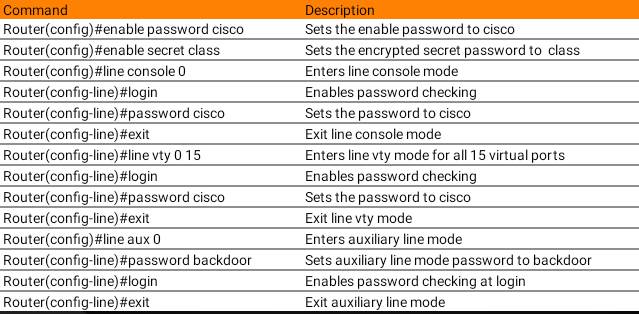 Command Description
Router(config)#enable password cisco Sets the enable password to cisco
Router(config)#enable secret class Sets the encrypted secret password to class
Router(config)#line console 0 Enters line console mode
Router(config-line)#login Enables password checking
Router(config-line)#password cisco Sets the password to cisco
Router(config-line)#exit Exit line console mode
Router(config-line)#line vty 0 15 Enters line vty mode for all 15 virtual ports
Router(config-line)#login Enables password checking
Router(config-line)#password cisco Sets the password to cisco
Router(config-line)#exit Exit line vty mode
Router(config)#line aux 0 Enters auxiliary line mode
Router(config-line)#password backdoor Sets auxiliary line mode password to backdoor
Router(config-line)#login Enables password checking at login
Router(config-line)#exit Exit auxiliary line mode